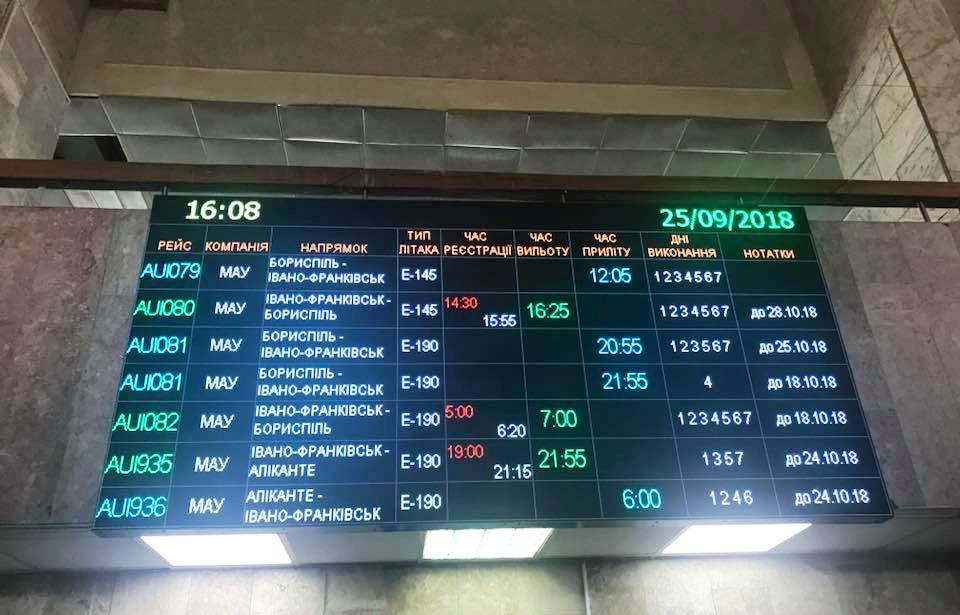 16:08 25/09/2018
РЕЙС КОМПАНІЯ НАПРЯМОК ТИП ЛІТАКА ЧАС РЕЄСТРАЦІЇ ЧАС ВИЛЬОТУ ЧАС ПРИЛІТУ ДНІ ВИКОНАННЯ НОТАТКИ
AUI079 МАУ БОРИСПІЛЬ - ІВАНО-ФРАНКІВСЬК E-145 12:05 1234567
AUI080 МАУ ІВАНО-ФРАНКІВСЬК - БОРИСПІЛЬ E-145 14:30 15:55 16:25 1234567 до 28.10.18
AUI081 МАУ БОРИСПІЛЬ - ІВАНО-ФРАНКІВСЬК E-190 20:55 123567 до 25.10.18
AUI081 МАУ БОРИСПІЛЬ - ІВАНО-ФРАНКІВСЬК E-190 21:55 4 до 18.10.18
AUI082 МАУ ІВАНО-ФРАНКІВСЬК - БОРИСПІЛЬ E-190 5:00 6:20 7:00 1234567 до 18.10.18
AUI935 МАУ ІВАНО-ФРАНКІВСЬК - АЛІКАНТЕ E-190 19:00 21:15 21:55 1357 до 24.10.18
AUI936 МАУ АЛІКАНТЕ - ІВАНО-ФРАНКІВСЬК E-190 6:00 1246 до 24.10.18